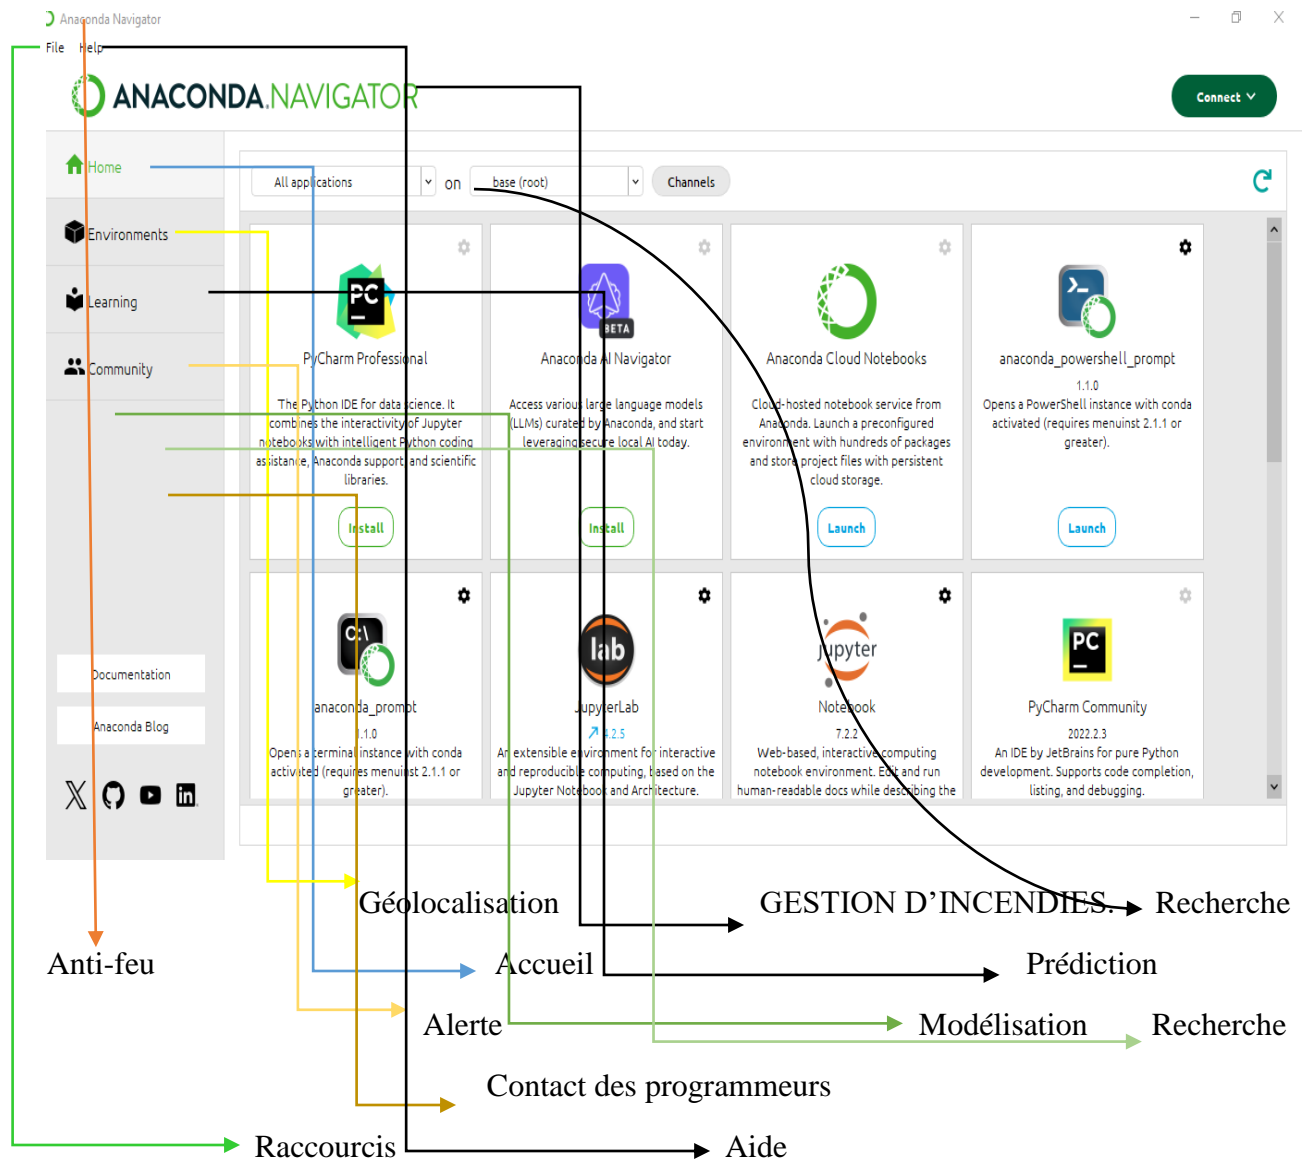 Anaconda Navigator
File Help
ANACONDA.NAVIGATOR
Connect
Home
Environments
Learning
Community
Documentation
Anaconda Blog
All applications on base (root) Channels
PyCharm Professional
The Python IDE for data science. It
combines the interactivity of Jupyter
notebooks with intelligent Python coding
assistance, Anaconda support, and scientific
libraries.
Install
BETA
Anaconda AI Navigator
Access various large language models
(LLMs) curated by Anaconda, and start
leveraging secure local AI today.
Install
Anaconda Cloud Notebooks
Cloud-hosted notebook service from
Anaconda. Launch a preconfigured
environment with hundreds of packages
and store project files with persistent
cloud storage.
Launch
anaconda_powershell_prompt
1.1.0
Opens a PowerShell instance with conda
activated (requires menuinst 2.1.1 or
greater).
Launch
anaconda_prompt
1.1.0
Opens a terminal instance with conda
activated (requires menuinst 2.1.1 or
greater).
lab
JupyterLab
4.2.5
An extensible environment for interactive
and reproducible computing, based on the
Jupyter Notebook and Architecture.
jupyter
Notebook
7.2.2
Web-based, interactive computing
notebook environment. Edit and run
human-readable docs while describing the
PC
PyCharm Community
2022.2.3
An IDE by JetBrains for pure Python
development. Supports code completion,
listing, and debugging.
PC
C:\
in
Géolocalisation
GESTION D'INCENDIES.
Recherche
Anti-feu
Accueil
Prédiction
Alerte
Modélisation
Recherche
Contact des programmeurs
Raccourcis
Aide